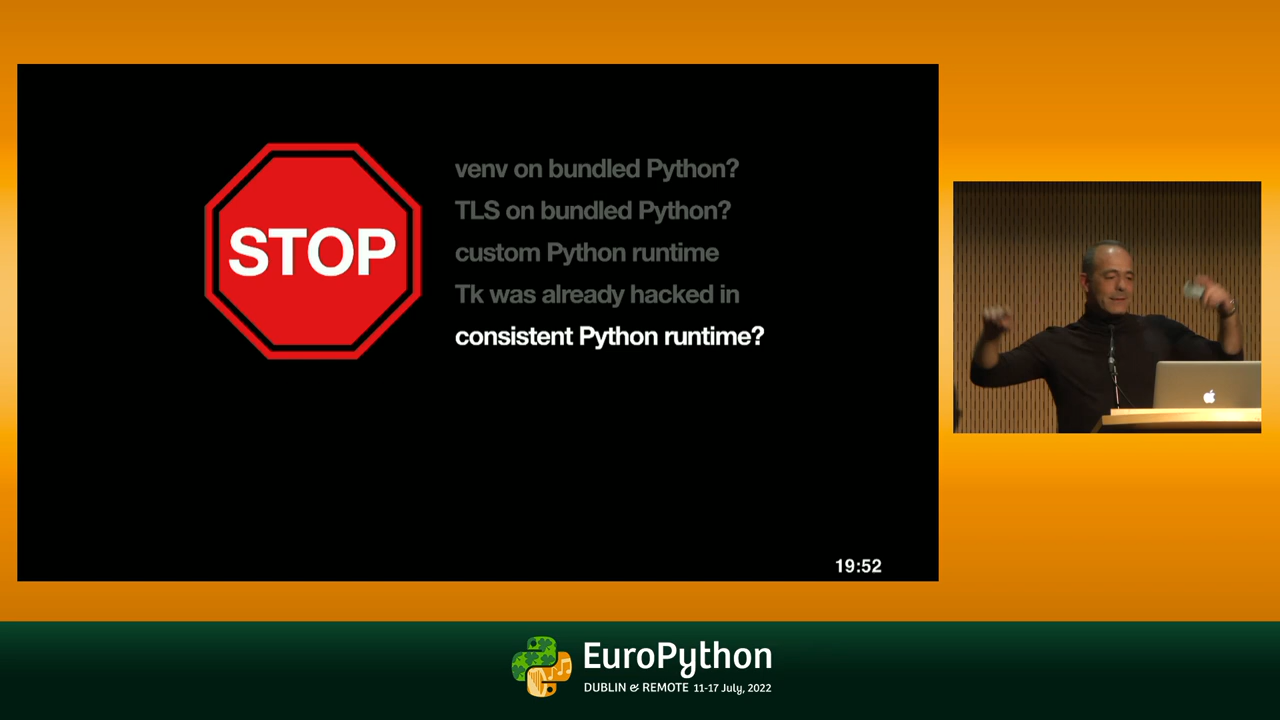 STOP
venv on bundled Python?
TLS on bundled Python?
custom Python runtime
Tk was already hacked in
consistent Python runtime?
19:52
EuroPython
DUBLIN & REMOTE 11-17 July, 2022